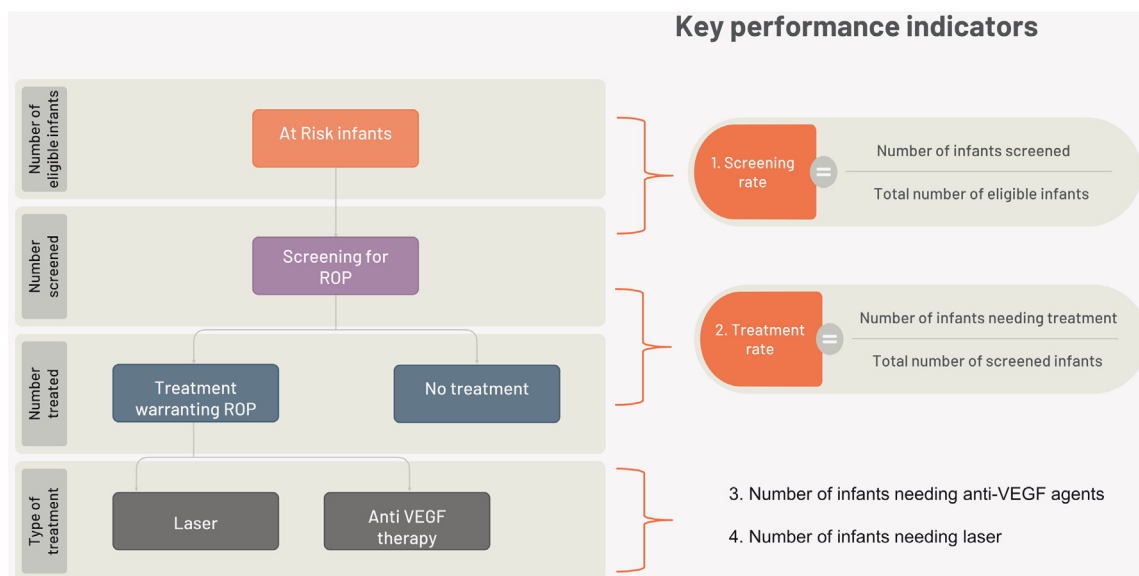 Key performance indicators
Number of
eligible infants
At Risk infants
1. Screening
rate
=
Number of infants screened
Total number of eligible infants
Number
screened
Screening for
ROP
2. Treatment
rate
=
Number of infants needing treatment
Total number of screened infants
Number
treated
Treatment
warranting ROP
No treatment
Type of
treatment
Laser
Anti VEGF
therapy
3. Number of infants needing anti-VEGF agents
4. Number of infants needing laser